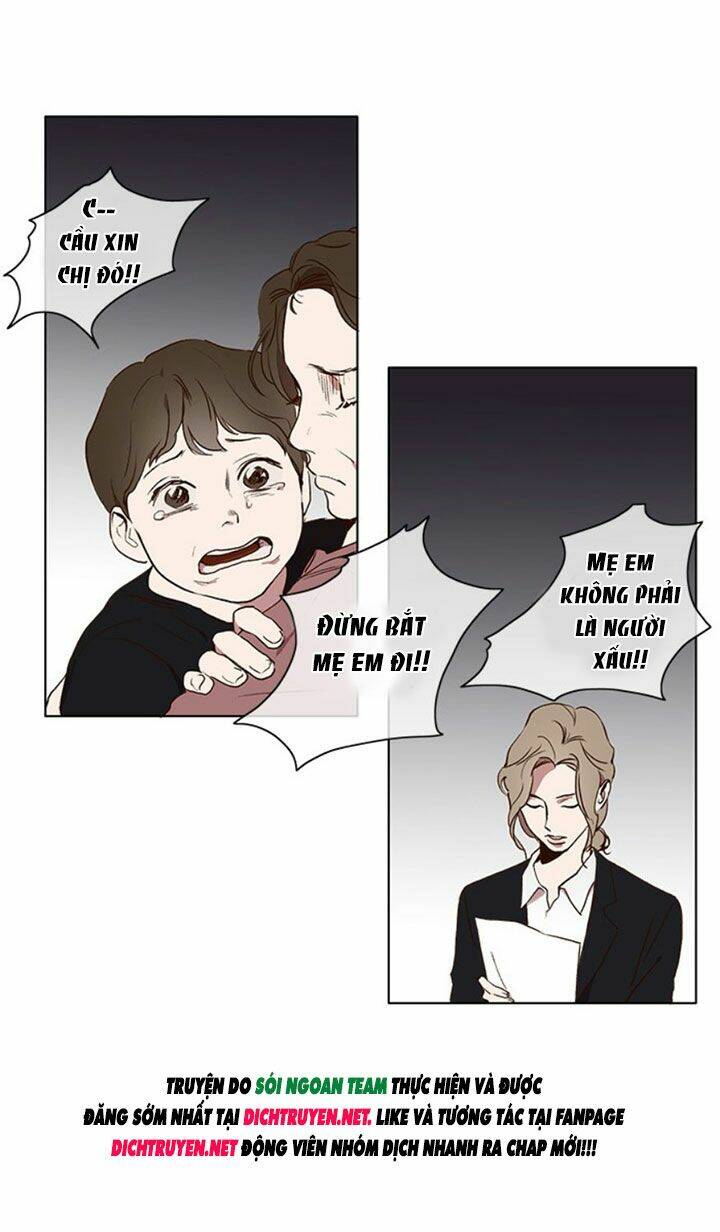 C--
CẦU XIN
CHỊ ĐÓ!!
ĐỪNG BẮT
MẸ EM ĐI!!
MẸ EM
KHÔNG PHẢI
LÀ NGƯỜI
XẤU!!
TRUYỆN DO SÓI NGOAN TEAM THỰC HIỆN VÀ ĐƯỢC
ĐĂNG SỚM NHẤT TẠI DICHTRUYEN.NET. LIKE VÀ TƯƠNG TÁC TẠI FANPAGE
DICHTRUYEN.NET ĐỘNG VIÊN NHÓM DỊCH NHANH RA CHAP MỚI!!!